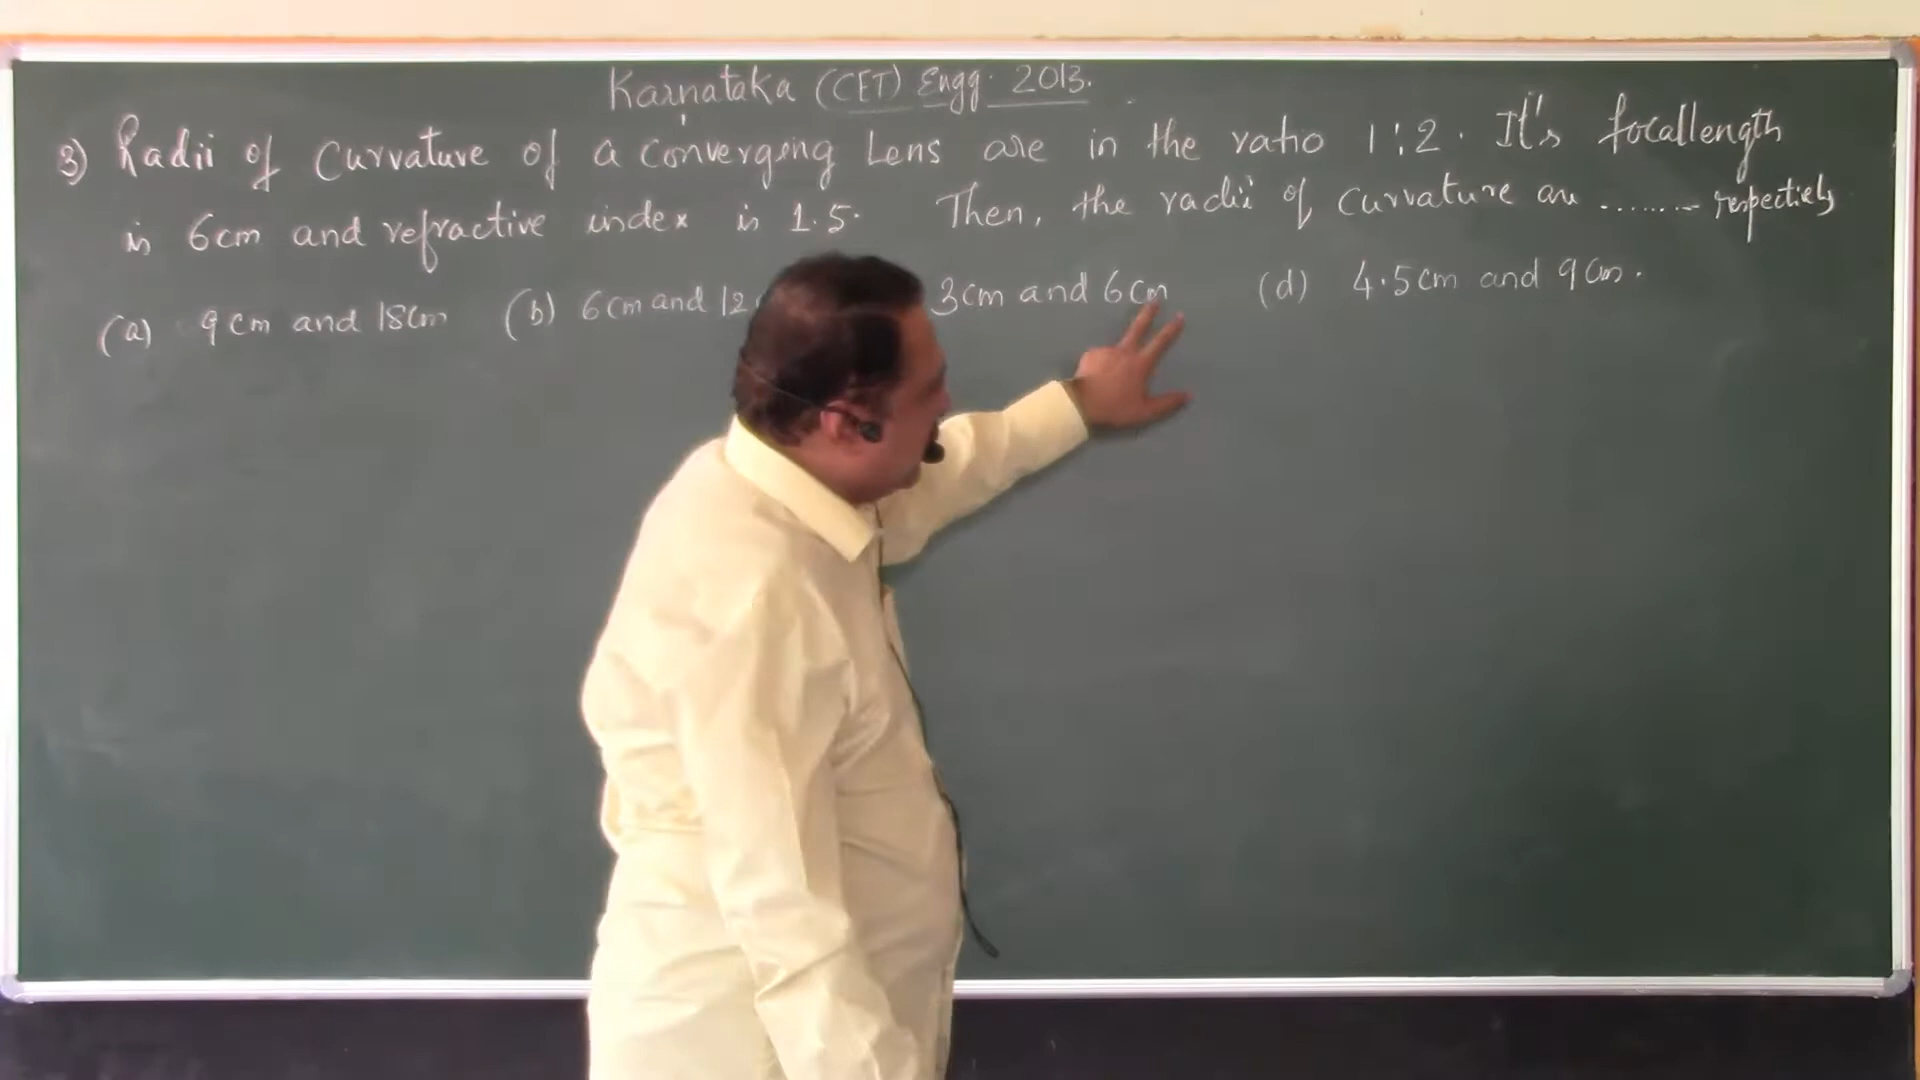 Karnataka (CET) Engg. 2013.
3) Radii of Curvature of a Converging Lens are in the ratio 1:2. It's focallength
is 6cm and refractive index is 1.5. Then, the radii of curvature are ........ respectively
(a) 9cm and 18cm (b) 6cm and 12 3cm and 6cm (d) 4.5cm and 9cm.